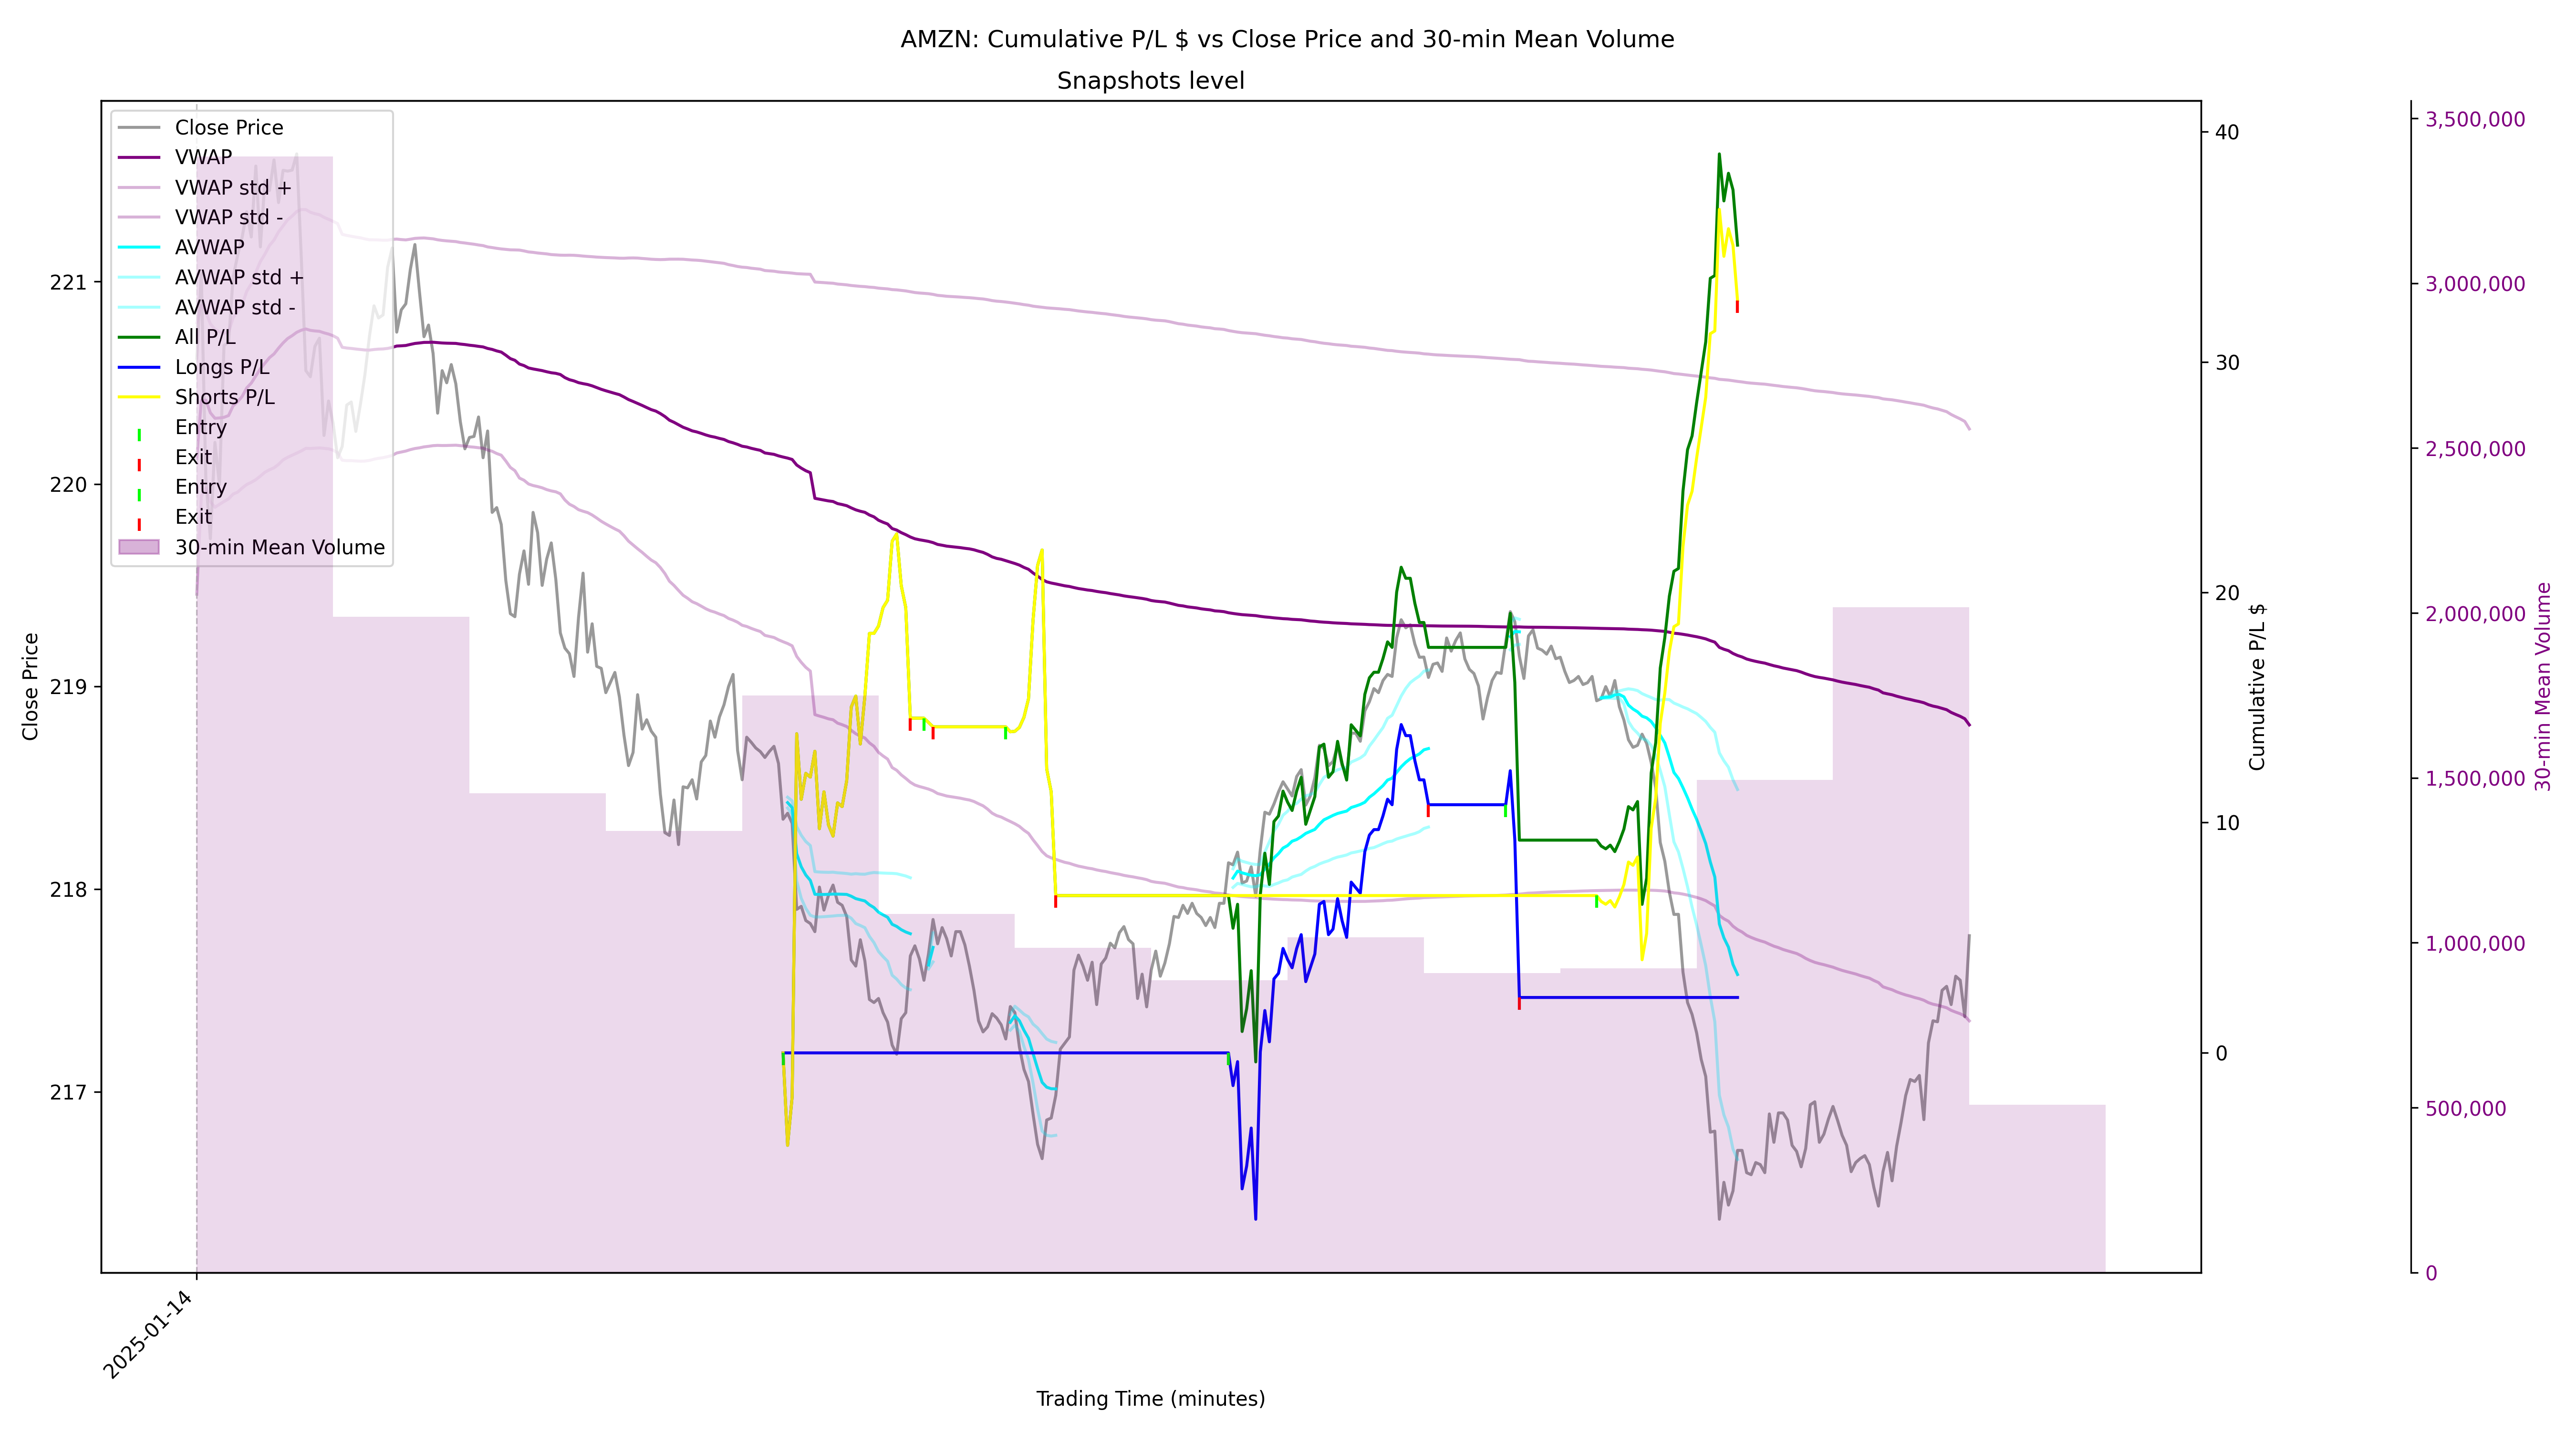 AMZN: Cumulative P/L $ vs Close Price and 30-min Mean Volume
Snapshots level
Close Price
VWAP
VWAP std +
VWAP std -
AVWAP
AVWAP std +
AVWAP std -
All P/L
Longs P/L
Shorts P/L
Entry
Exit
Entry
Exit
30-min Mean Volume
Close Price
221
220
219
218
217
40
30
20
10
0
Cumulative P/L $
3,500,000
3,000,000
2,500,000
2,000,000
1,500,000
1,000,000
500,000
0
30-min Mean Volume
2025-01-14
Trading Time (minutes)